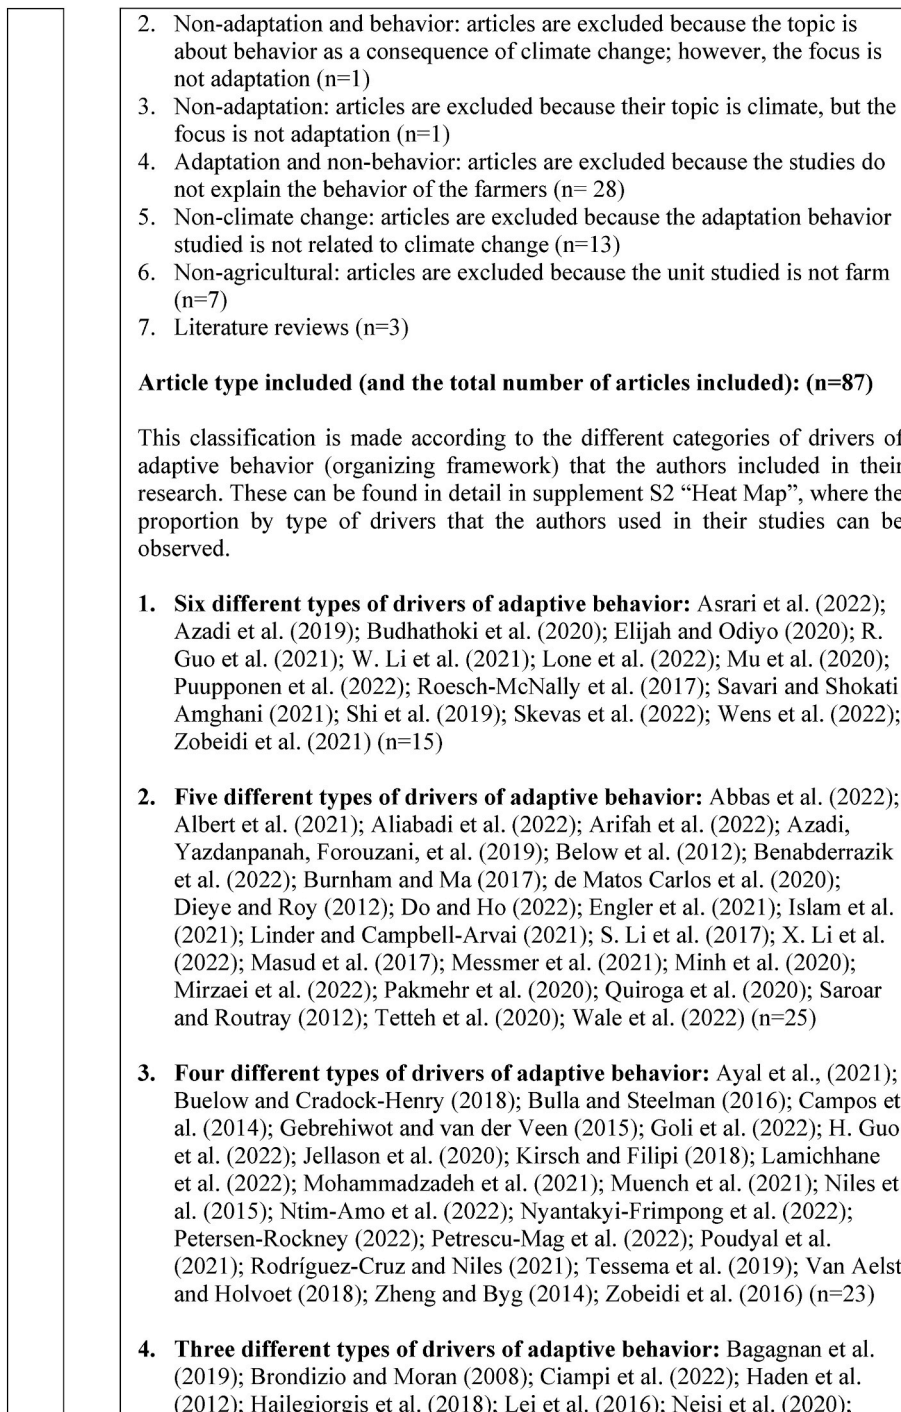 2. Non-adaptation and behavior: articles are excluded because the topic is
about behavior as a consequence of climate change; however, the focus is
not adaptation (n=1)
3. Non-adaptation: articles are excluded because their topic is climate, but the
focus is not adaptation (n=1)
4. Adaptation and non-behavior: articles are excluded because the studies do
not explain the behavior of the farmers (n= 28)
5. Non-climate change: articles are excluded because the adaptation behavior
studied is not related to climate change (n=13)
6. Non-agricultural: articles are excluded because the unit studied is not farm
(n=7)
7. Literature reviews (n=3)
Article type included (and the total number of articles included): (n=87)
This classification is made according to the different categories of drivers of
adaptive behavior (organizing framework) that the authors included in their
research. These can be found in detail in supplement S2 “Heat Map”, where the
proportion by type of drivers that the authors used in their studies can be
observed.
1. Six different types of drivers of adaptive behavior: Asrari et al. (2022);
Azadi et al. (2019); Budhathoki et al. (2020); Elijah and Odiyo (2020); R.
Guo et al. (2021); W. Li et al. (2021); Lone et al. (2022); Mu et al. (2020);
Puupponen et al. (2022); Roesch-McNally et al. (2017); Savari and Shokati
Amghani (2021); Shi et al. (2019); Skevas et al. (2022); Wens et al. (2022);
Zobeidi et al. (2021) (n=15)
2. Five different types of drivers of adaptive behavior: Abbas et al. (2022);
Albert et al. (2021); Aliabadi et al. (2022); Arifah et al. (2022); Azadi,
Yazdanpanah, Forouzani, et al. (2019); Below et al. (2012); Benabderrazik
et al. (2022); Burnham and Ma (2017); de Matos Carlos et al. (2020);
Dieye and Roy (2012); Do and Ho (2022); Engler et al. (2021); Islam et al.
(2021); Linder and Campbell-Arvai (2021); S. Li et al. (2017); X. Li et al.
(2022); Masud et al. (2017); Messmer et al. (2021); Minh et al. (2020);
Mirzaei et al. (2022); Pakmehr et al. (2020); Quiroga et al. (2020); Saroar
and Routray (2012); Tetteh et al. (2020); Wale et al. (2022) (n=25)
3. Four different types of drivers of adaptive behavior: Ayal et al., (2021);
Buelow and Cradock-Henry (2018); Bulla and Steelman (2016); Campos et
al. (2014); Gebrehiwot and van der Veen (2015); Goli et al. (2022); H. Guo
et al. (2022); Jellason et al. (2020); Kirsch and Filipi (2018); Lamichhane
et al. (2022); Mohammadzadeh et al. (2021); Muench et al. (2021); Niles et
al. (2015); Ntim-Amo et al. (2022); Nyantakyi-Frimpong et al. (2022);
Petersen-Rockney (2022); Petrescu-Mag et al. (2022); Poudyal et al.
(2021); Rodríguez-Cruz and Niles (2021); Tessema et al. (2019); Van Aelst
and Holvoet (2018); Zheng and Byg (2014); Zobeidi et al. (2016) (n=23)
4. Three different types of drivers of adaptive behavior: Bagagnan et al.
(2019); Brondizio and Moran (2008); Ciampi et al. (2022); Haden et al.
(2012); Hailegiorgis et al. (2018); Lei et al. (2016); Neisi et al. (2020);